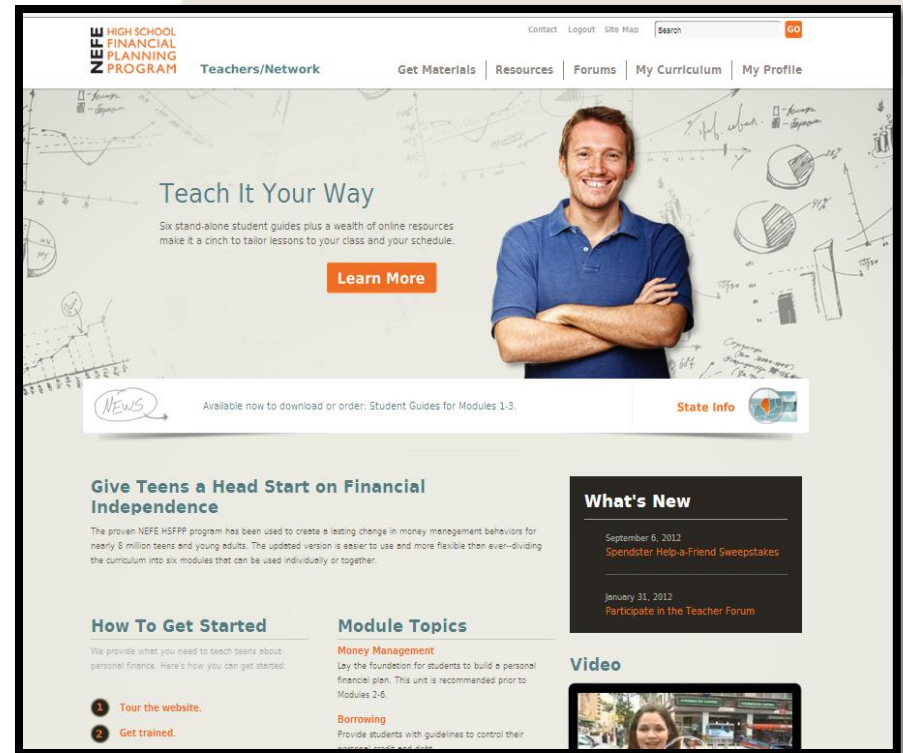 NEFE
HIGH SCHOOL
FINANCIAL
PLANNING
PROGRAM
Contact Logout Site Map Search GO
Teachers/Network
Get Materials Resources Forums My Curriculum My Profile
Teach It Your Way
Six stand-alone student guides plus a wealth of online resources
make it a cinch to tailor lessons to your class and your schedule.
Learn More
NEWS
Available now to download or order: Student Guides for Modules 1-3.
State Info
Give Teens a Head Start on Financial
Independence
The proven NEFE HSFPP program has been used to create a lasting change in money management behaviors for
nearly 8 million teens and young adults. The updated version is easier to use and more flexible than ever--dividing
the curriculum into six modules that can be used individually or together.
What's New
September 6, 2012
Spendster Help-a-Friend Sweepstakes
January 31, 2012
Participate in the Teacher Forum
How To Get Started
We provide what you need to teach teens about
personal finance. Here's how you can get started:
1 Tour the website.
2 Get trained.
Module Topics
Money Management
Lay the foundation for students to build a personal
financial plan. This unit is recommended prior to
Modules 2-6.
Borrowing
Provide students with guidelines to control their
personal credit and debt
Video